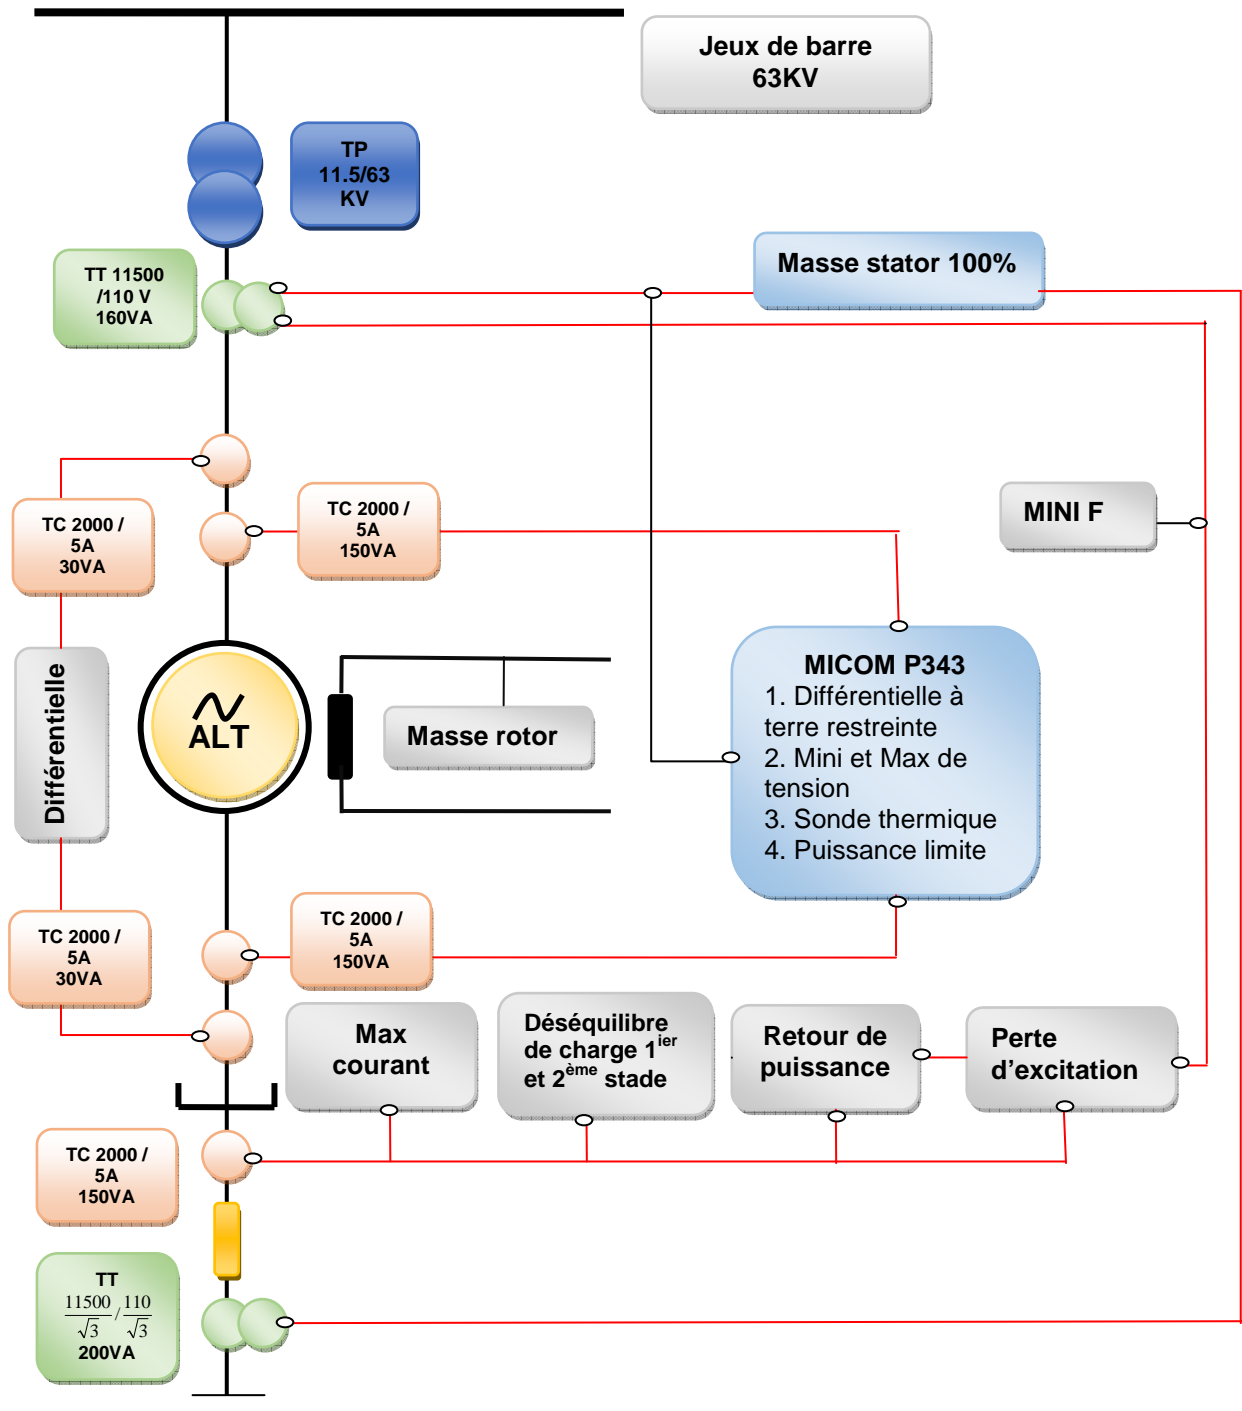 Jeux de barre
63KV
TP
11.5/63
KV
TT 11500
/110 V
160VA
Masse stator 100%
TC 2000 /
5A
30VA
TC 2000 /
5A
150VA
MINI F
Différentielle
ALT
Masse rotor
MICOM P343
1. Différentielle à
terre restreinte
2. Mini et Max de
tension
3. Sonde thermique
4. Puissance limite
TC 2000 /
5A
30VA
TC 2000 /
5A
150VA
Max
courant
Déséquilibre
de charge 1ier
et 2ème stade
Retour de
puissance
Perte
d'excitation
TC 2000 /
5A
150VA
TT
11500/√3 / 110/√3
200VA